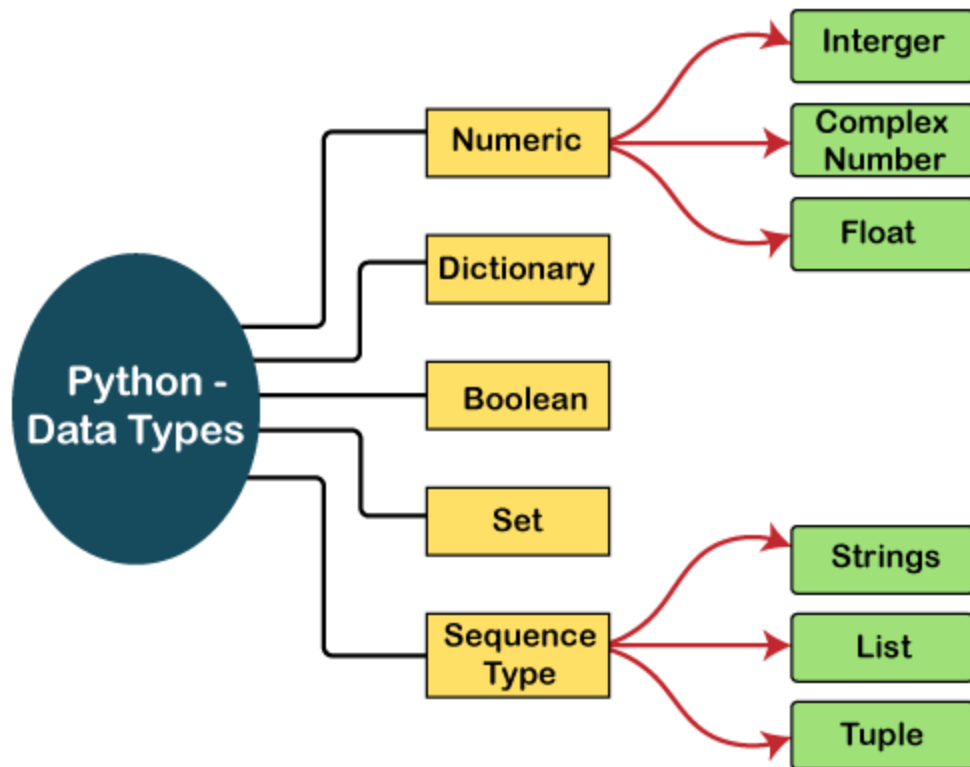 Python -
Data Types
Numeric
Interger
Complex
Number
Float
Dictionary
Boolean
Set
Sequence
Type
Strings
List
Tuple